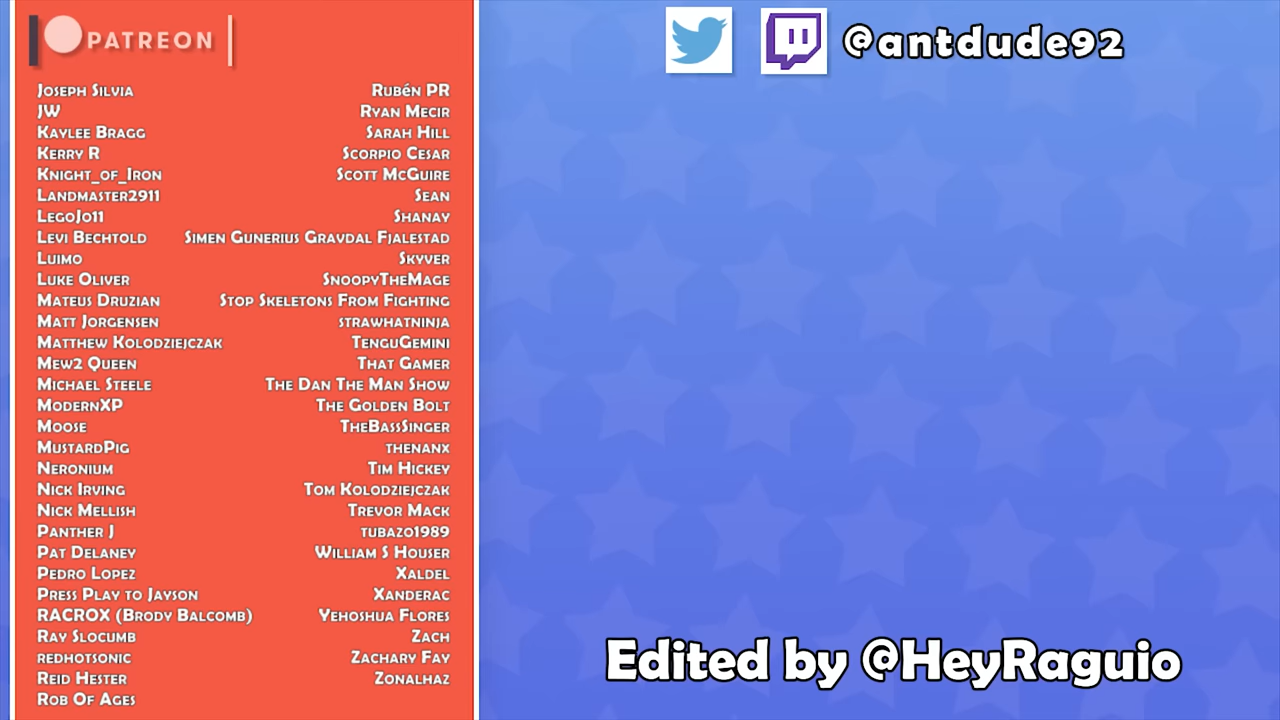 PATREON
Joseph Silvia
JW
Kaylee Bragg
Kerry R
Knight_of_Iron
Landmaster2911
LegoJo11
Levi Bechtold
Luimo
Luke Oliver
Mateus Druzian
Matt Jorgensen
Matthew Kolodziejczak
Mew2 Queen
Michael Steele
ModernXP
Moose
MustardPig
Neronium
Nick Irving
Nick Mellish
Panther J
Pat Delaney
Pedro Lopez
Press Play to Jayson
RACROX (Brody Balcomb)
Ray Slocumb
redhotsonic
Reid Hester
Rob Of Ages
Rubén PR
Ryan Mecir
Sarah Hill
Scorpio Cesar
Scott McGuire
Sean
Shanay
Simen Gunerius Gravdal Fjalestad
Skyver
SnoopyTheMage
Stop Skeletons From Fighting
strawhatninja
TenguGemini
That Gamer
The Dan The Man Show
The Golden Bolt
TheBassSinger
thenanx
Tim Hickey
Tom Kolodziejczak
Trevor Mack
tubazo1989
William S Houser
Xaldel
Xanderac
Yehoshua Flores
Zach
Zachary Fay
Zonalhaz
@antdude92
Edited by @HeyRaguio